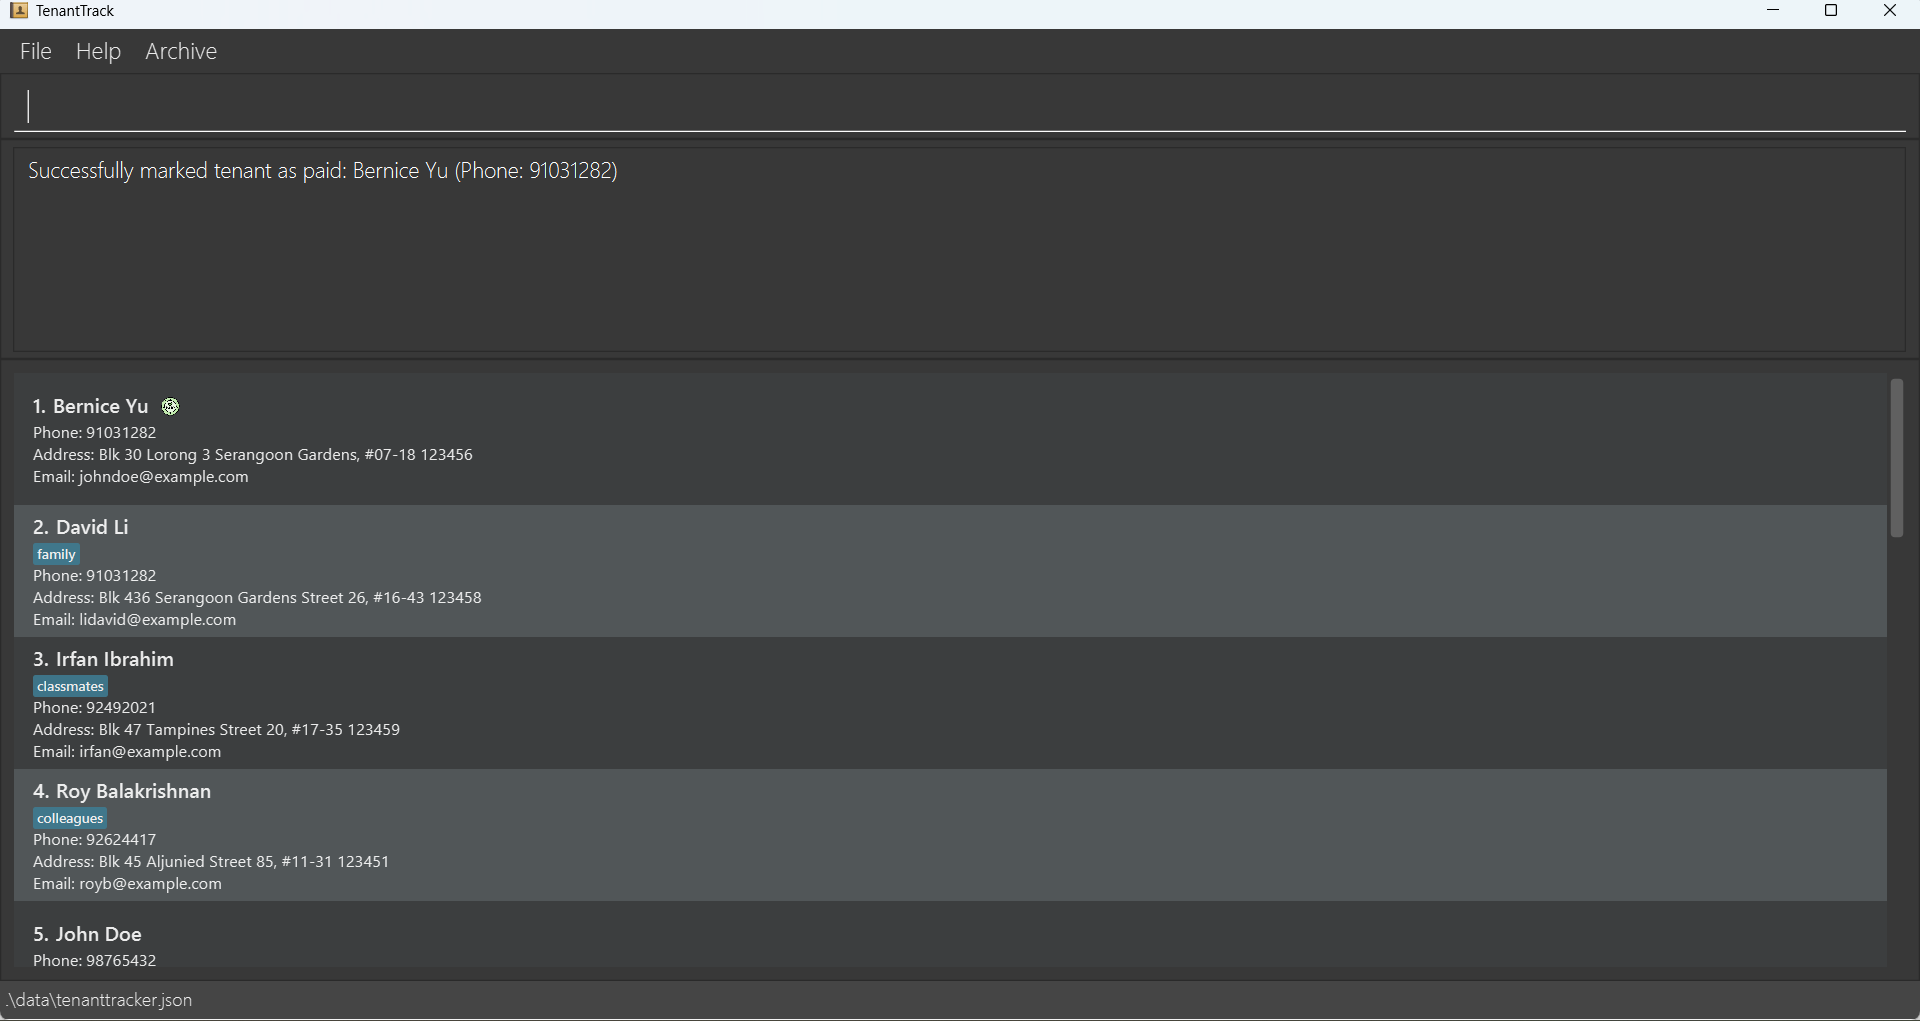 TenantTrack
File Help Archive
Successfully marked tenant as paid: Bernice Yu (Phone: 91031282)
1. Bernice Yu
Phone: 91031282
Address: Blk 30 Lorong 3 Serangoon Gardens, #07-18 123456
Email: johndoe@example.com
2. David Li
family
Phone: 91031282
Address: Blk 436 Serangoon Gardens Street 26, #16-43 123458
Email: lidavid@example.com
3. Irfan Ibrahim
classmates
Phone: 92492021
Address: Blk 47 Tampines Street 20, #17-35 123459
Email: irfan@example.com
4. Roy Balakrishnan
colleagues
Phone: 92624417
Address: Blk 45 Aljunied Street 85, #11-31 123451
Email: royb@example.com
5. John Doe
Phone: 98765432
.\data\tenanttracker.json